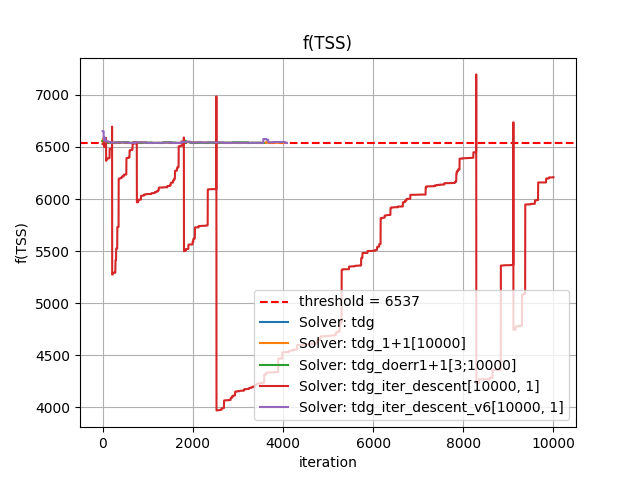 f(TSS)
7000
6500
6000
5500
5000
4500
4000
f(TSS)
threshold = 6537
Solver: tdg
Solver: tdg_1+1[10000]
Solver: tdg_doerr1+1[3;10000]
Solver: tdg_iter_descent[10000, 1]
Solver: tdg_iter_descent_v6[10000, 1]
0 2000 4000 6000 8000 10000
iteration